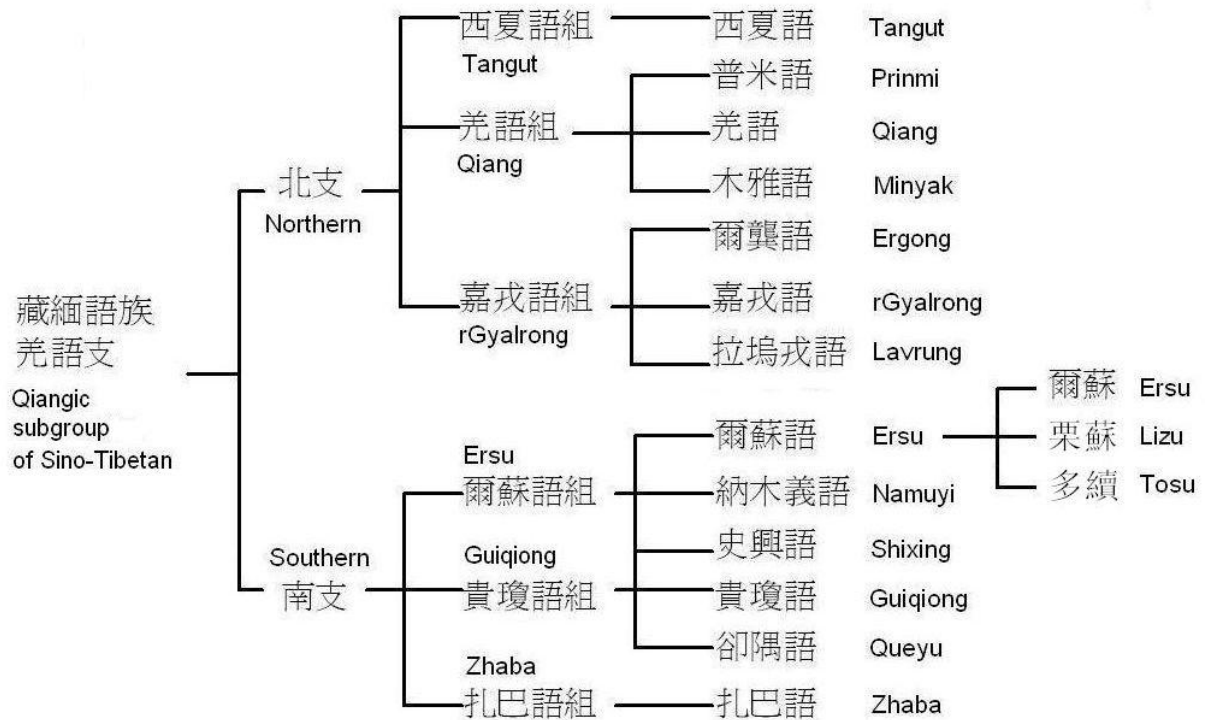 藏緬語族
羌語支
Qiangic
subgroup
of Sino-Tibetan
北支
Northern
西夏語組
Tangut
西夏語 Tangut
羌語組
Qiang
普米語 Prinmi
羌語 Qiang
木雅語 Minyak
嘉戎語組
rGyalrong
爾龔語 Ergong
嘉戎語 rGyalrong
拉塢戎語 Lavrung
Southern
南支
Ersu
爾蘇語組
爾蘇語 Ersu
爾蘇 Ersu
栗蘇 Lizu
多續 Tosu
納木義語 Namuyi
史興語 Shixing
Guiqiong
貴瓊語組
貴瓊語 Guiqiong
卻隅語 Queyu
Zhaba
扎巴語組
扎巴語 Zhaba